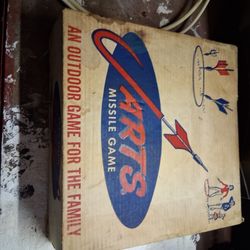 JARTS
MISSILE GAME
AN OUTDOOR GAME FOR THE FAMILY